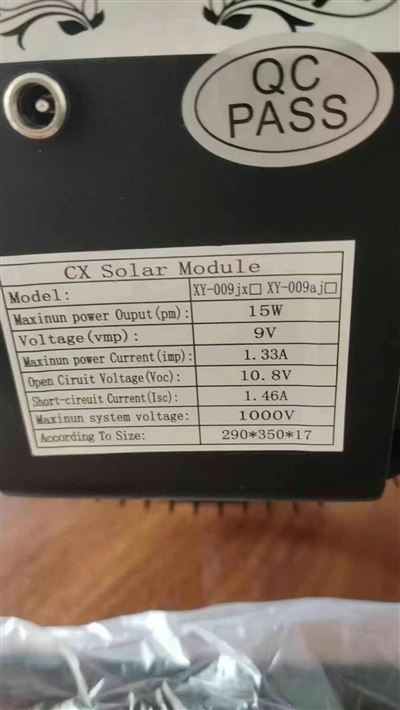 QC
PASS
CX Solar Module
Model: XY-009jx□ XY-009aj□
Maxinun power Ouput(pm): 15W
Voltage(vmp): 9V
Maxinun power Current(imp): 1.33A
Open Ciruit Voltage(Voc): 10.8V
Short-cireuit Current(Isc): 1.46A
Maxinun system voltage: 1000V
According To Size: 290*350*17